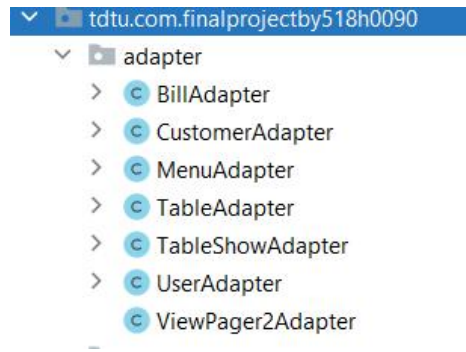 tdtu.com.finalprojectby518h0090
adapter
C BillAdapter
C CustomerAdapter
C MenuAdapter
C TableAdapter
C TableShowAdapter
C UserAdapter
C ViewPager2Adapter